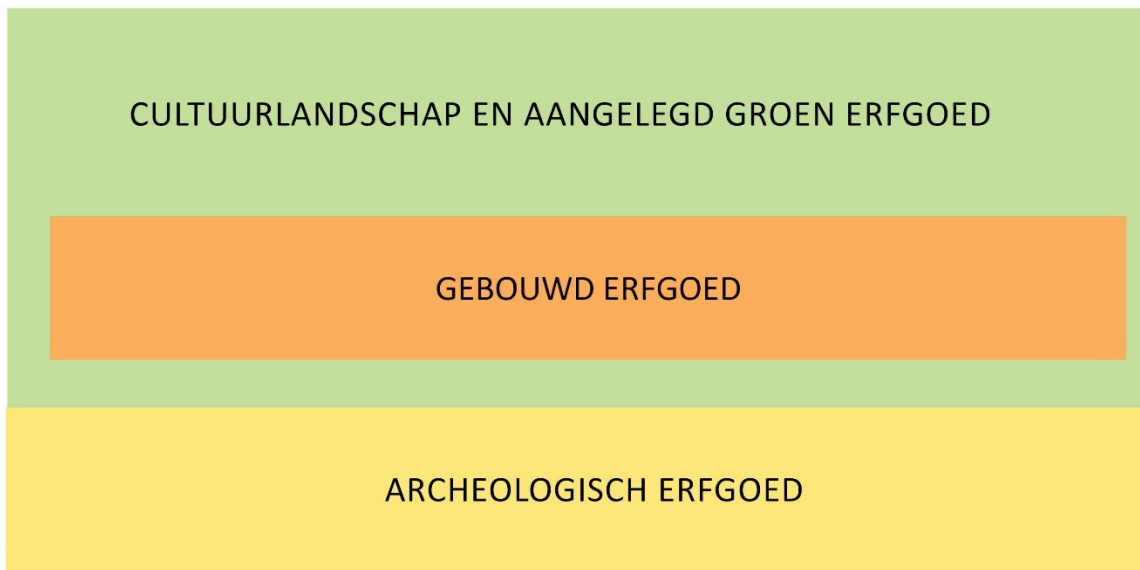 CULTUURLANDSCHAP EN AANGELEGD GROEN ERFGOED
GEBOUWD ERFGOED
ARCHEOLOGISCH ERFGOED